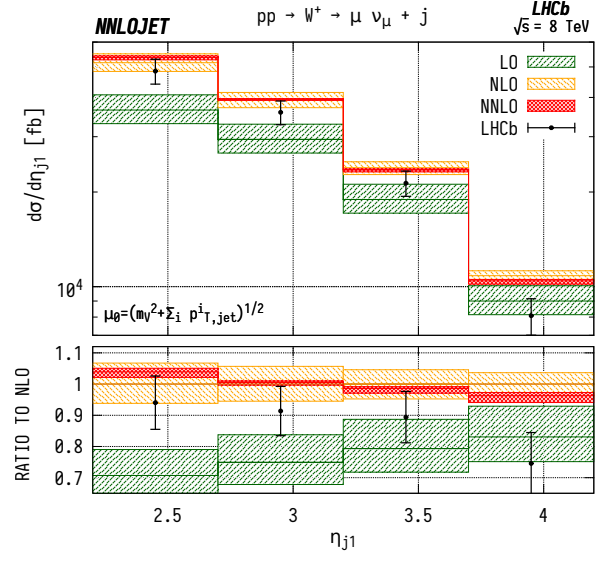 NNLOJET
pp → W⁺ → μ ν_μ + j
LHCb
√s = 8 TeV
LO
NLO
NNLO
LHCb
dσ/dη_j1 [fb]
10⁴
μ₀=(m_V²+Σ_i p^i_T,jet)^1/2
RATIO TO NLO
1.1
1
0.9
0.8
0.7
2.5
3
3.5
4
η_j1